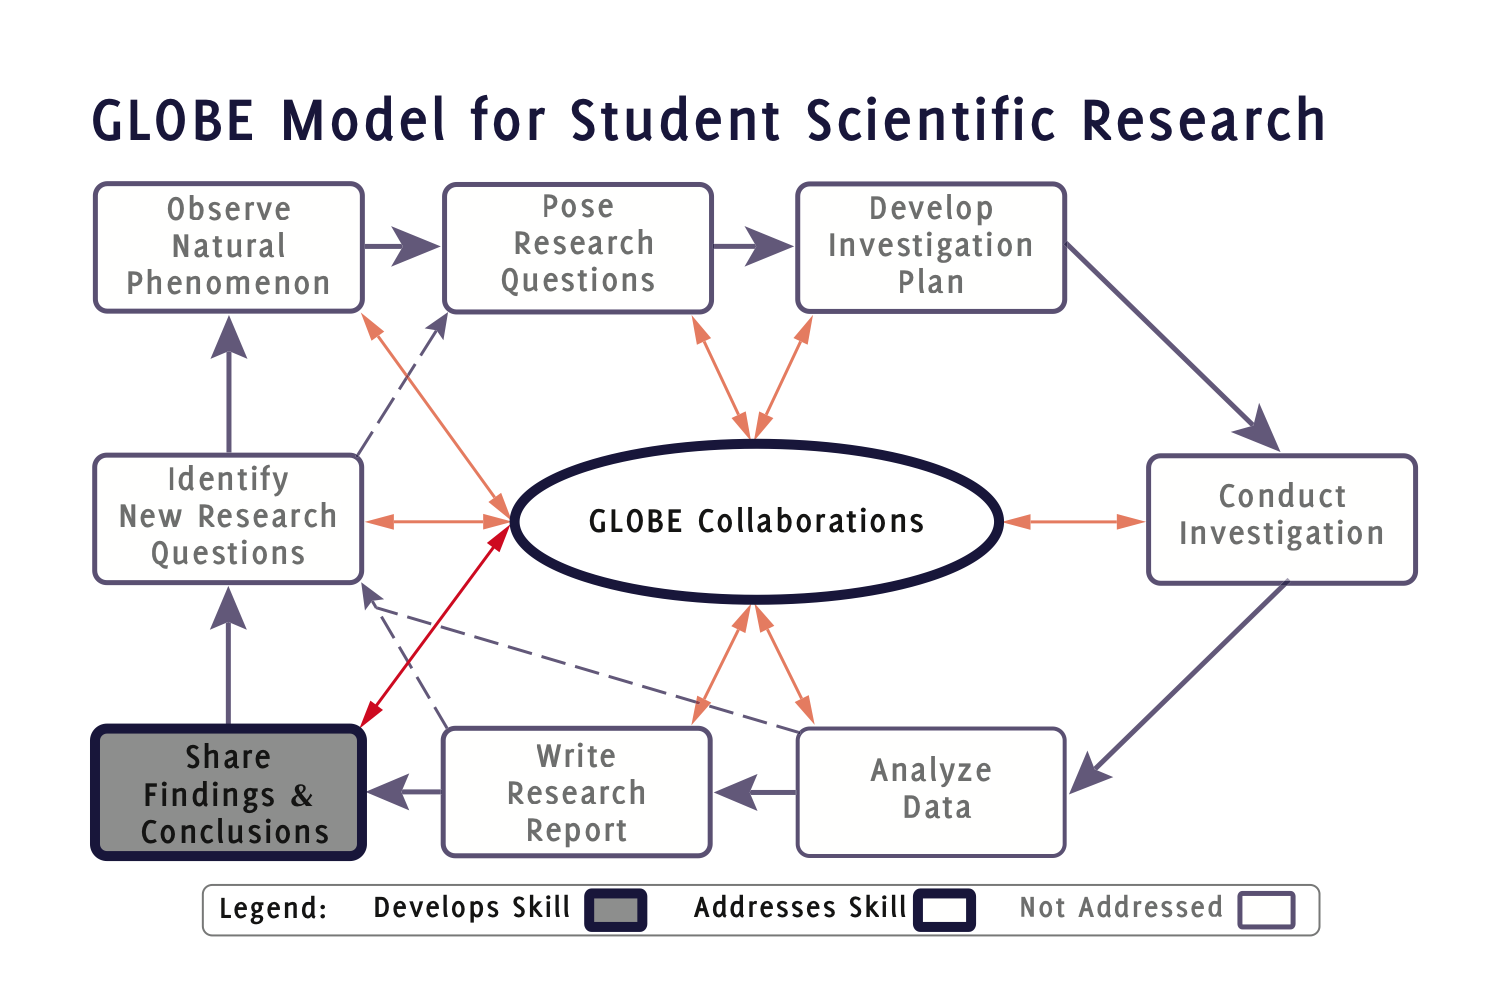 GLOBE Model for Student Scientific Research
Observe
Natural
Phenomenon
Pose
Research
Questions
Develop
Investigation
Plan
Identify
New Research
Questions
GLOBE Collaborations
Conduct
Investigation
Share
Findings &
Conclusions
Write
Research
Report
Analyze
Data
Legend: Develops Skill Addresses Skill Not Addressed